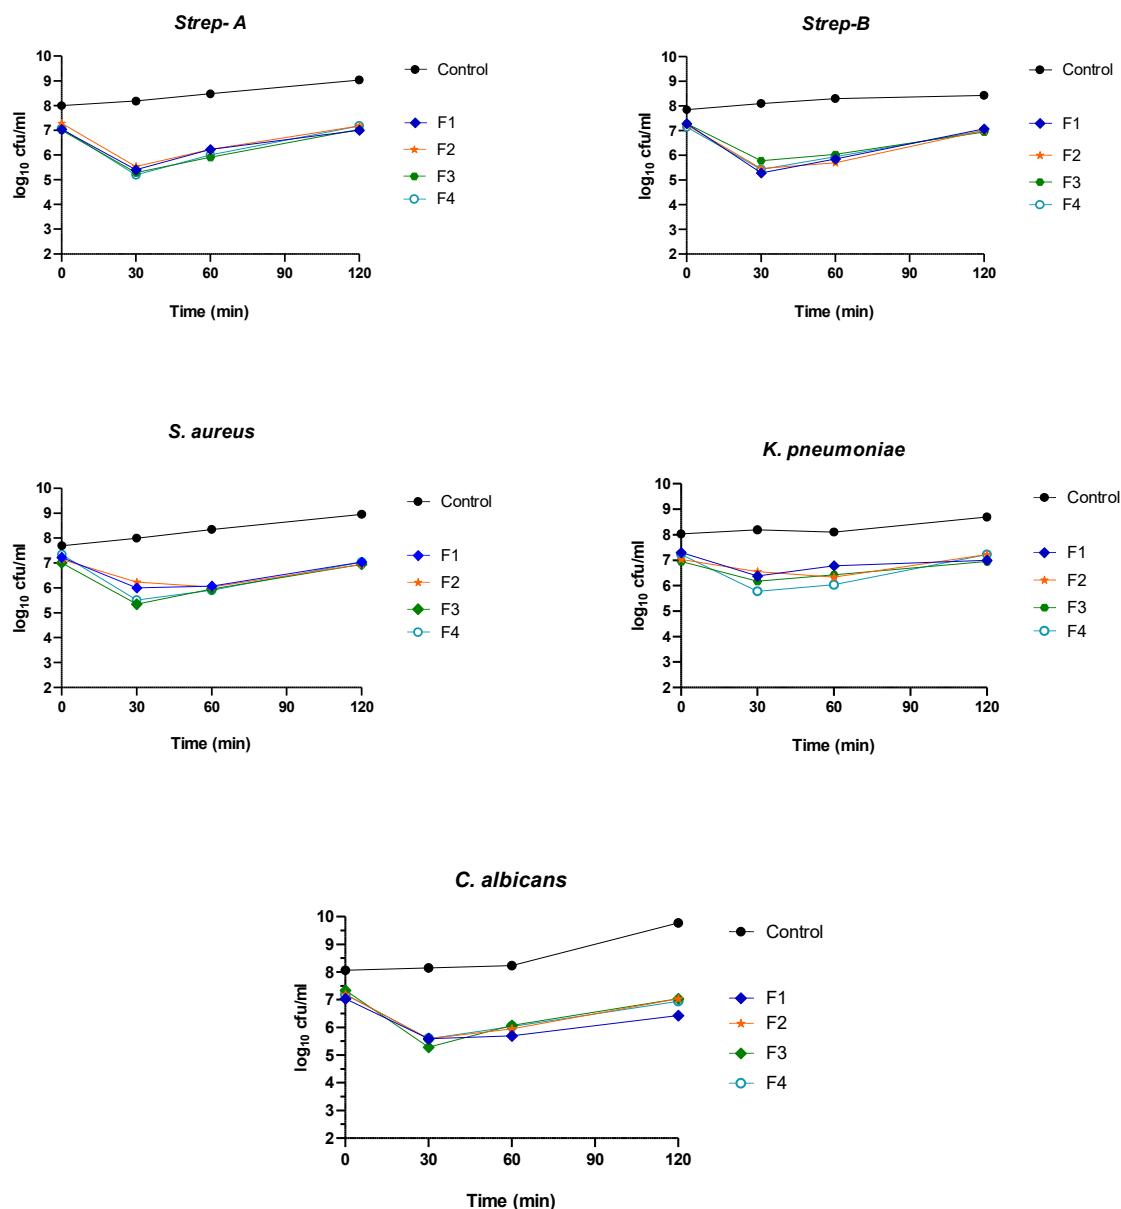 Strep- A
10
9
8
7
6
5
4
3
2
log10 cfu/ml
0 30 60 90 120
Time (min)
Control
F1
F2
F3
F4
Strep-B
10
9
8
7
6
5
4
3
2
log10 cfu/ml
0 30 60 90 120
Time (min)
Control
F1
F2
F3
F4
S. aureus
10
9
8
7
6
5
4
3
2
log10 cfu/ml
0 30 60 90 120
Time (min)
Control
F1
F2
F3
F4
K. pneumoniae
10
9
8
7
6
5
4
3
2
log10 cfu/ml
0 30 60 90 120
Time (min)
Control
F1
F2
F3
F4
C. albicans
10
9
8
7
6
5
4
3
2
log10 cfu/ml
0 30 60 90 120
Time (min)
Control
F1
F2
F3
F4